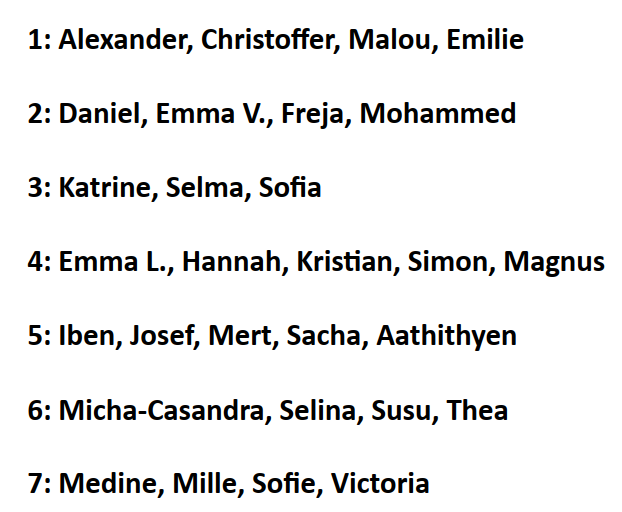 1: Alexander, Christoffer, Malou, Emilie
2: Daniel, Emma V., Freja, Mohammed
3: Katrine, Selma, Sofia
4: Emma L., Hannah, Kristian, Simon, Magnus
5: Iben, Josef, Mert, Sacha, Aathithyen
6: Micha-Casandra, Selina, Susu, Thea
7: Medine, Mille, Sofie, Victoria